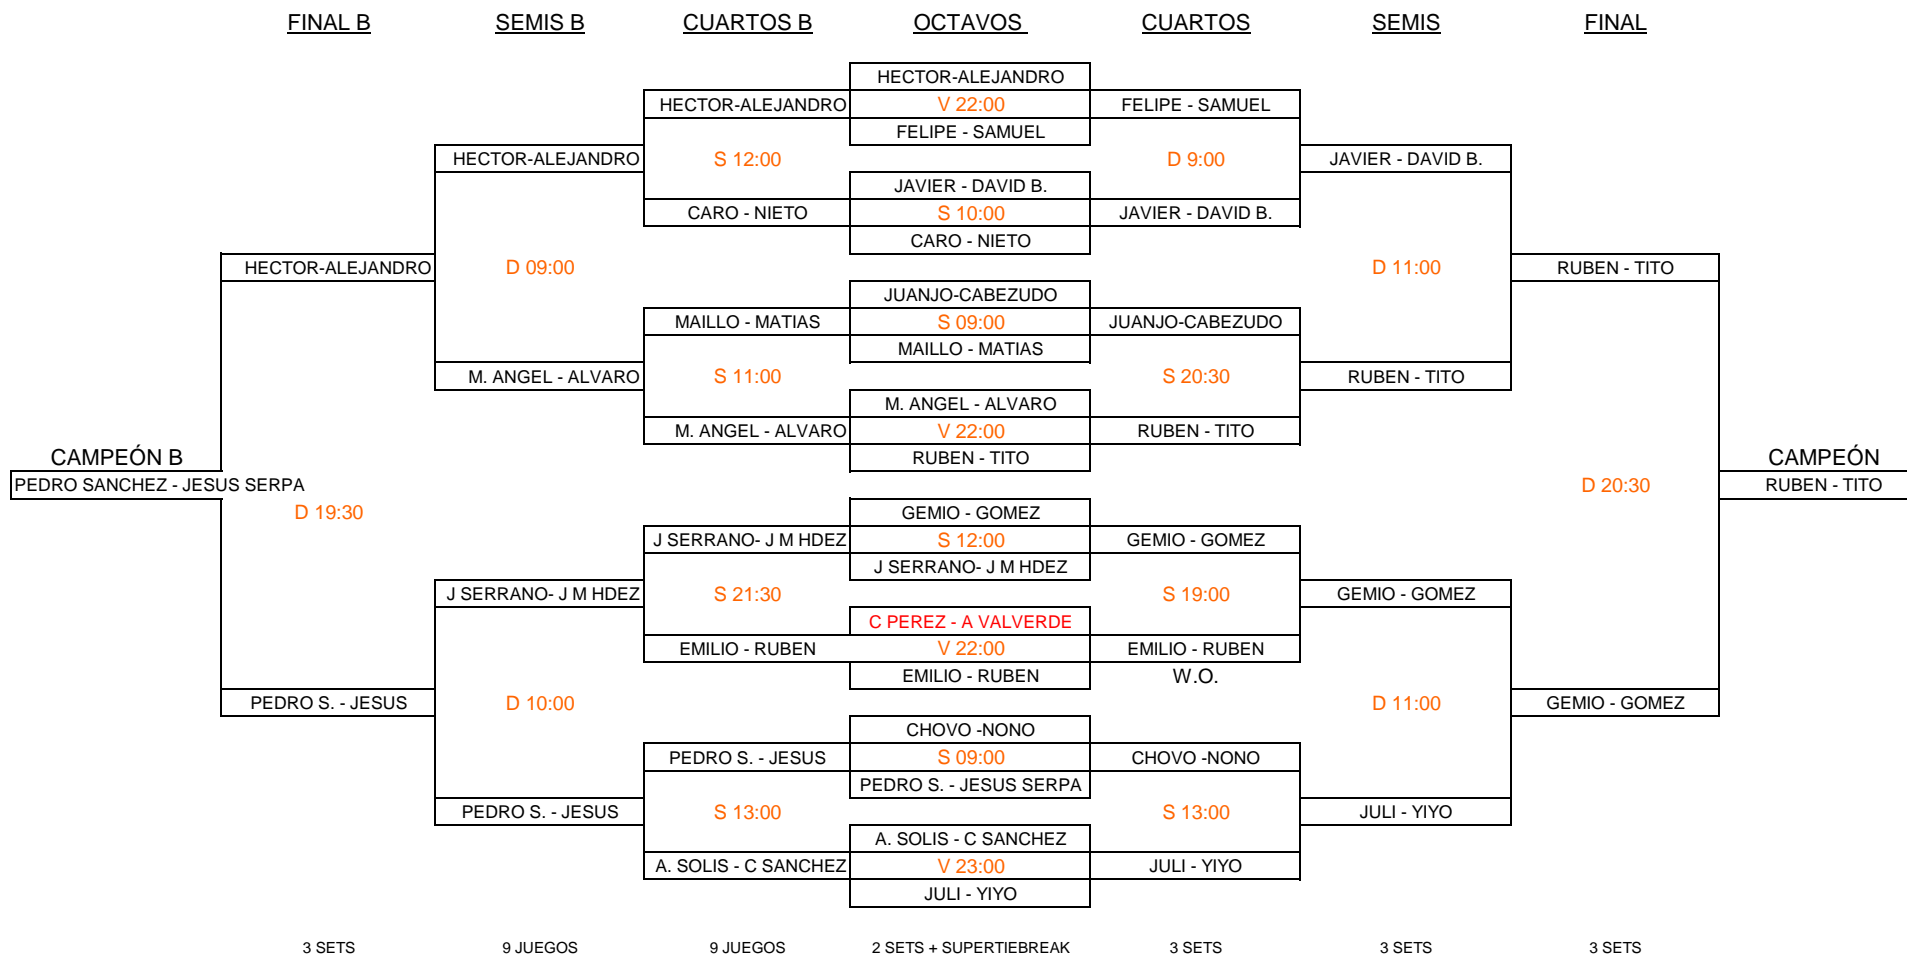 FINAL B
SEMIS B
CUARTOS B
OCTAVOS
CUARTOS
SEMIS
FINAL
HECTOR-ALEJANDRO
HECTOR-ALEJANDRO
V 22:00
FELIPE - SAMUEL
FELIPE - SAMUEL
HECTOR-ALEJANDRO
S 12:00
D 9:00
JAVIER - DAVID B.
JAVIER - DAVID B.
CARO - NIETO
S 10:00
JAVIER - DAVID B.
CARO - NIETO
HECTOR-ALEJANDRO
D 09:00
D 11:00
RUBEN - TITO
JUANJO-CABEZUDO
MAILLO - MATIAS
S 09:00
JUANJO-CABEZUDO
MAILLO - MATIAS
M. ANGEL - ALVARO
S 11:00
S 20:30
RUBEN - TITO
M. ANGEL - ALVARO
M. ANGEL - ALVARO
V 22:00
RUBEN - TITO
CAMPEÓN B
RUBEN - TITO
CAMPEÓN
PEDRO SANCHEZ - JESUS SERPA
D 20:30
RUBEN - TITO
D 19:30
GEMIO - GOMEZ
J SERRANO- J M HDEZ
S 12:00
GEMIO - GOMEZ
J SERRANO- J M HDEZ
J SERRANO- J M HDEZ
S 21:30
S 19:00
GEMIO - GOMEZ
C PEREZ - A VALVERDE
EMILIO - RUBEN
V 22:00
EMILIO - RUBEN
EMILIO - RUBEN
W.O.
PEDRO S. - JESUS
D 10:00
D 11:00
GEMIO - GOMEZ
CHOVO -NONO
PEDRO S. - JESUS
S 09:00
CHOVO -NONO
PEDRO S. - JESUS SERPA
PEDRO S. - JESUS
S 13:00
S 13:00
JULI - YIYO
A. SOLIS - C SANCHEZ
A. SOLIS - C SANCHEZ
V 23:00
JULI - YIYO
JULI - YIYO
3 SETS
9 JUEGOS
9 JUEGOS
2 SETS + SUPERTIEBREAK
3 SETS
3 SETS
3 SETS